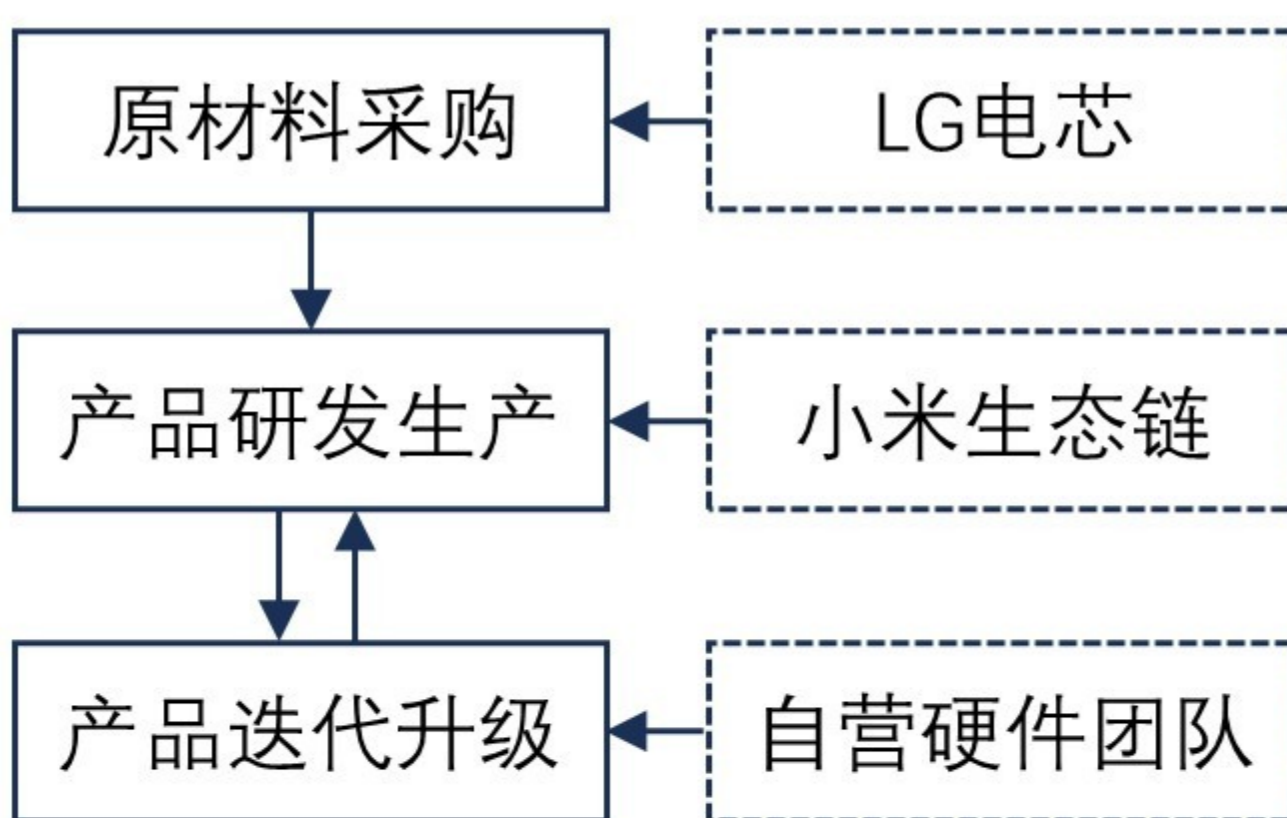 原材料采购
LG电芯
产品研发生产
小米生态链
产品迭代升级
自营硬件团队